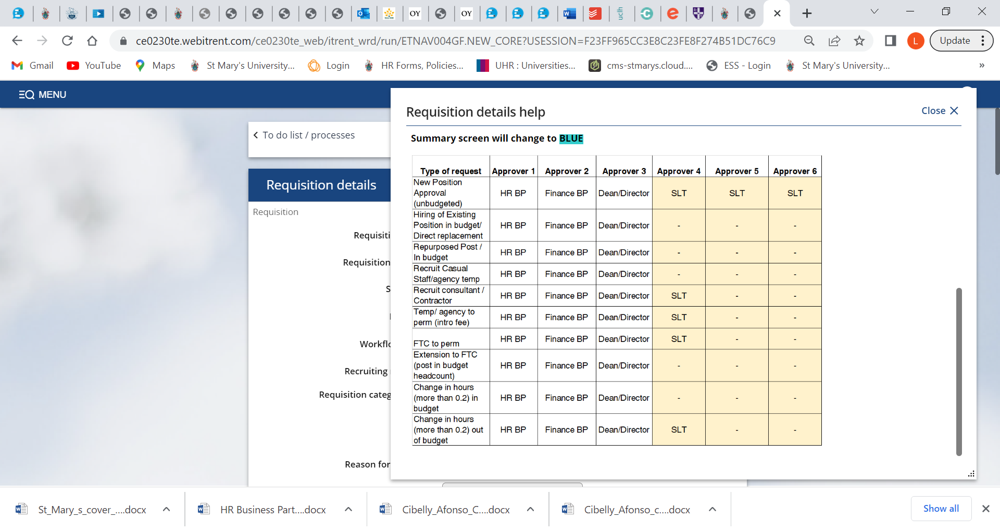 OY
OY
ucfh
ce0230te.webitrent.com/ce0230te_web/itrent_wrd/run/ETNAV004GF.NEW_CORE?USESSION=F23FF965CC3E8C23FE8F274B51DC76C9
L
Update
Gmail
YouTube
Maps
St Mary's University...
Login
HR Forms, Policies...
UHR : Universities...
cms-stmarys.cloud....
ESS - Login
St Mary's University...
»
MENU
To do list / processes
Requisition details
Requisition
Requisiti
Requisition
S
Workflo
Recruiting
Requisition categ
Reason for
Requisition details help
Close
Summary screen will change to BLUE
Type of request Approver 1 Approver 2 Approver 3 Approver 4 Approver 5 Approver 6
New Position
Approval HR BP Finance BP Dean/Director SLT SLT SLT
(unbudgeted)
Hiring of Existing
Position in budget/ HR BP Finance BP Dean/Director - - -
Direct replacement
Repurposed Post / HR BP Finance BP Dean/Director - - -
In budget
Recruit Casual HR BP Finance BP Dean/Director - - -
Staff/agency temp
Recruit consultant / HR BP Finance BP Dean/Director SLT - -
Contractor
Temp/ agency to HR BP Finance BP Dean/Director SLT - -
perm (intro fee)
HR BP Finance BP Dean/Director SLT - -
FTC to perm
Extension to FTC
(post in budget HR BP Finance BP Dean/Director - - -
headcount)
Change in hours
(more than 0.2) in HR BP Finance BP Dean/Director - - -
budget
Change in hours
(more than 0.2) out HR BP Finance BP Dean/Director SLT - -
of budget
St_Mary_s_cover_....docx
HR Business Part....docx
Cibelly_Afonso_C....docx
Cibelly_Afonso_c....docx
Show all